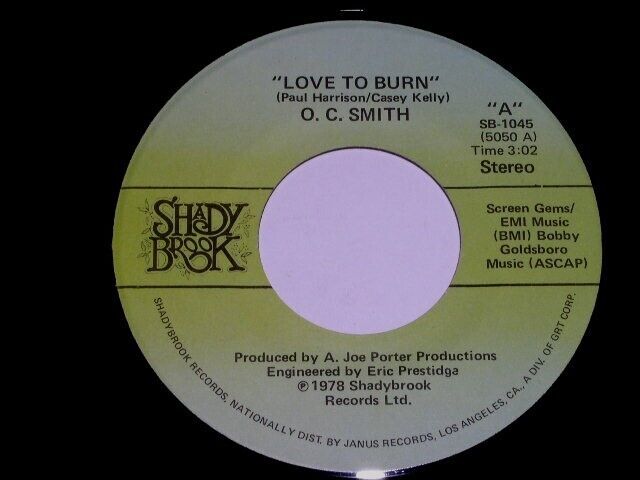 "LOVE TO BURN"
(Paul Harrison/Casey Kelly)
O. C. SMITH
"A"
SB-1045
(5050 A)
Time 3:02
Stereo
SHADY
BROOK
Screen Gems/
EMI Music
(BMI) Bobby
Goldsboro
Music (ASCAP)
Produced by A. Joe Porter Productions
Engineered by Eric Prestidga
℗1978 Shadybrook
Records Ltd.
SHADYBROOK RECORDS, NATIONALLY DIST. BY JANUS RECORDS, LOS ANGELES, CA., A DIV. OF GRT CORP.